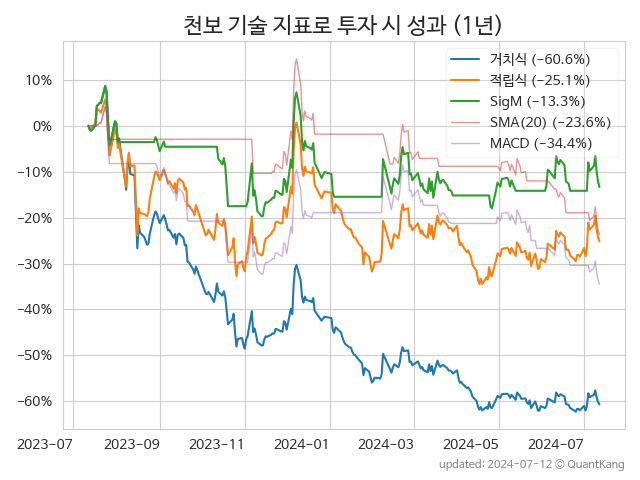 천보 기술 지표로 투자 시 성과 (1년)
거치식 (−60.6%)
적립식 (−25.1%)
SigM (−13.3%)
SMA(20) (−23.6%)
MACD (−34.4%)
10%
0%
−10%
−20%
−30%
−40%
−50%
−60%
2023-07
2023-09
2023-11
2024-01
2024-03
2024-05
2024-07
updated: 2024-07-12 © QuantKang